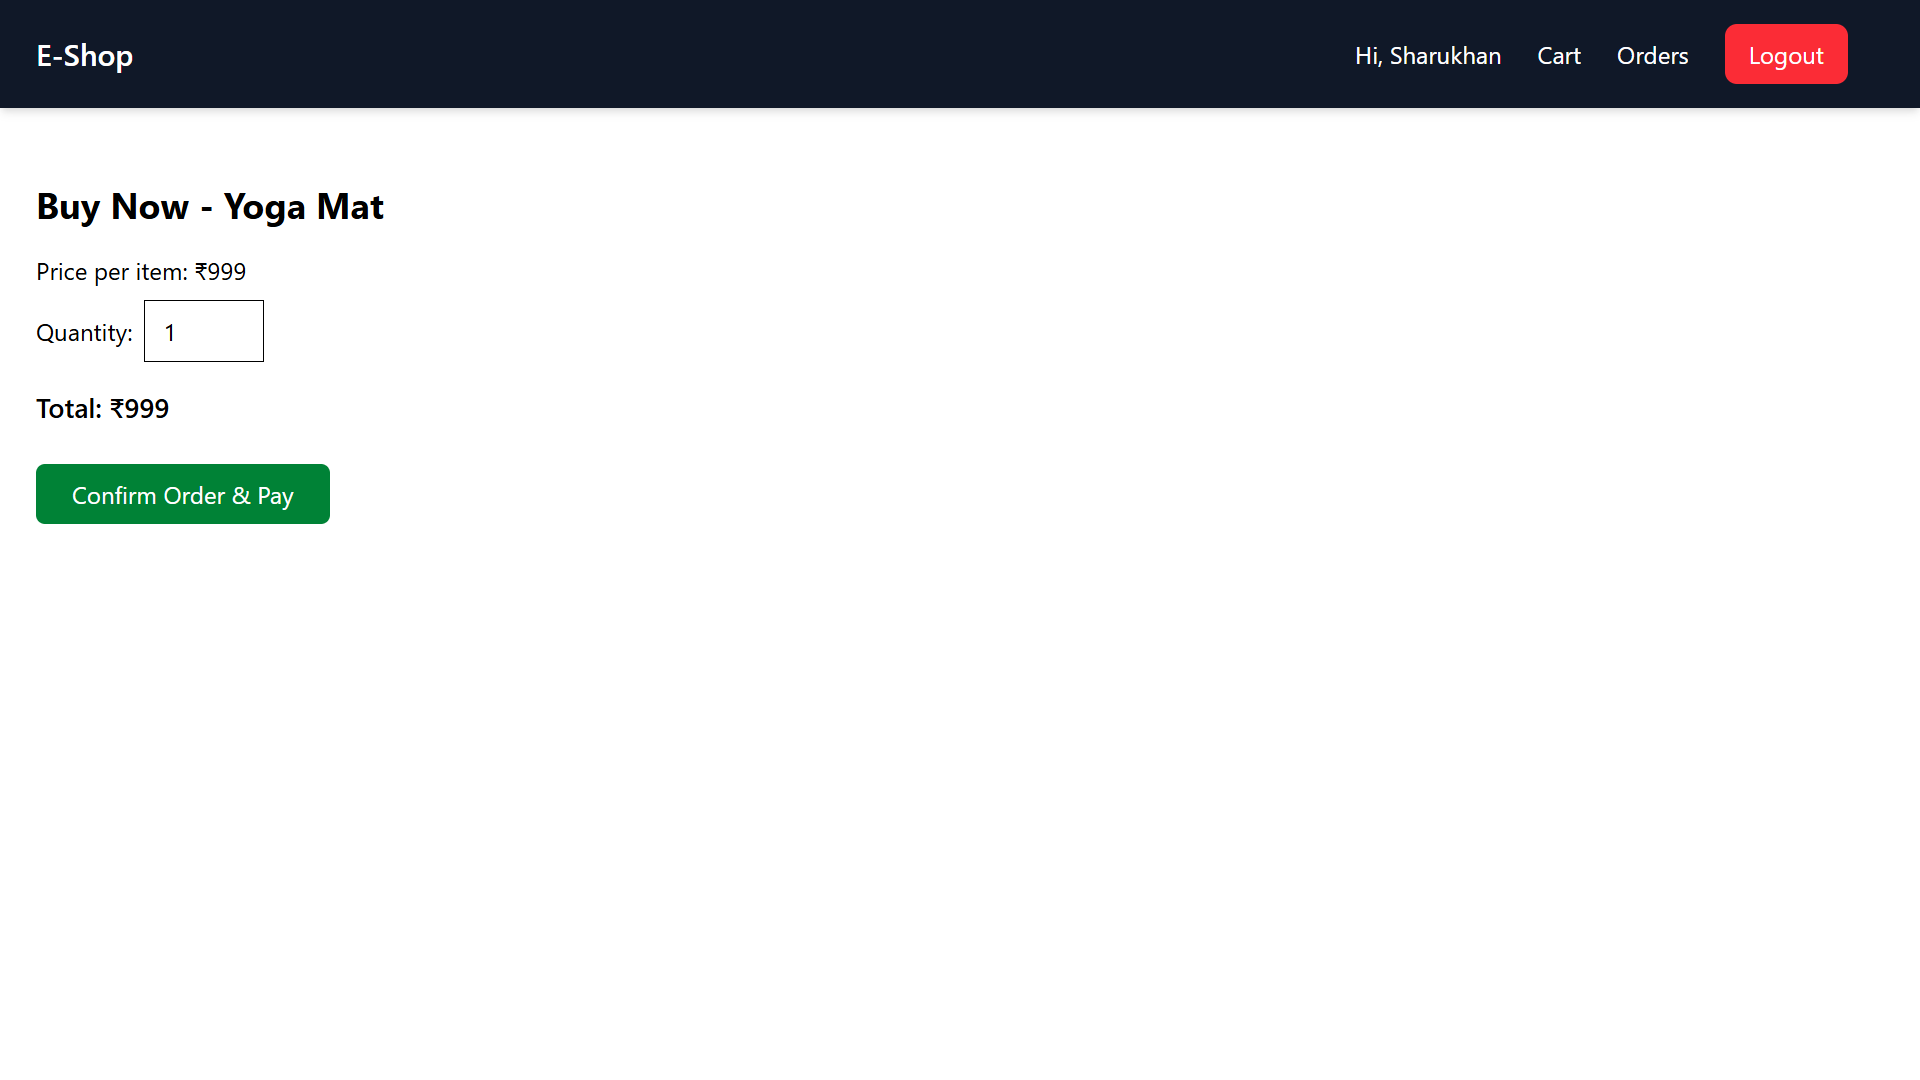 E-Shop
Hi, Sharukhan Cart Orders Logout
Buy Now - Yoga Mat
Price per item: ₹999
Quantity: 1
Total: ₹999
Confirm Order & Pay